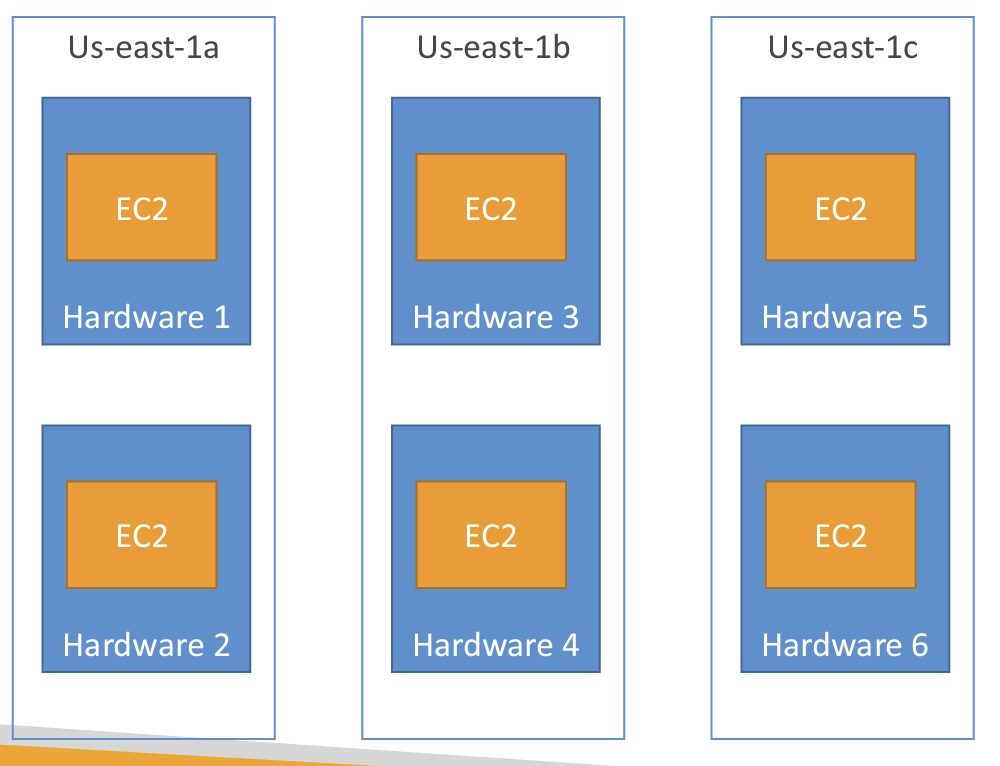 Us-east-1a
EC2
Hardware 1
EC2
Hardware 2
Us-east-1b
EC2
Hardware 3
EC2
Hardware 4
Us-east-1c
EC2
Hardware 5
EC2
Hardware 6